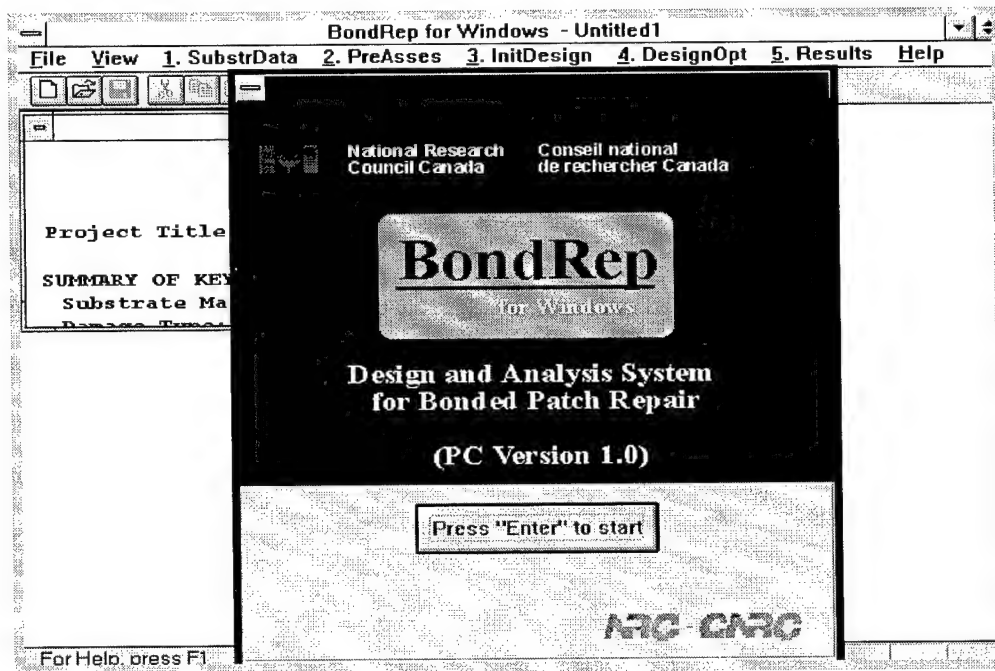 BondRep for Windows - Untitled1
File View 1. SubstrData 2. PreAsses 3. InitDesign 4. DesignOpt 5. Results Help
National Research
Council Canada
Conseil national
de rechercher Canada
Project Title
SUMMARY OF KEY
Substrate Ma
Damage Type:
BondRep
for Windows
Design and Analysis System
for Bonded Patch Repair
(PC Version 1.0)
Press "Enter" to start
NRC - CNRC
For Help, press F1